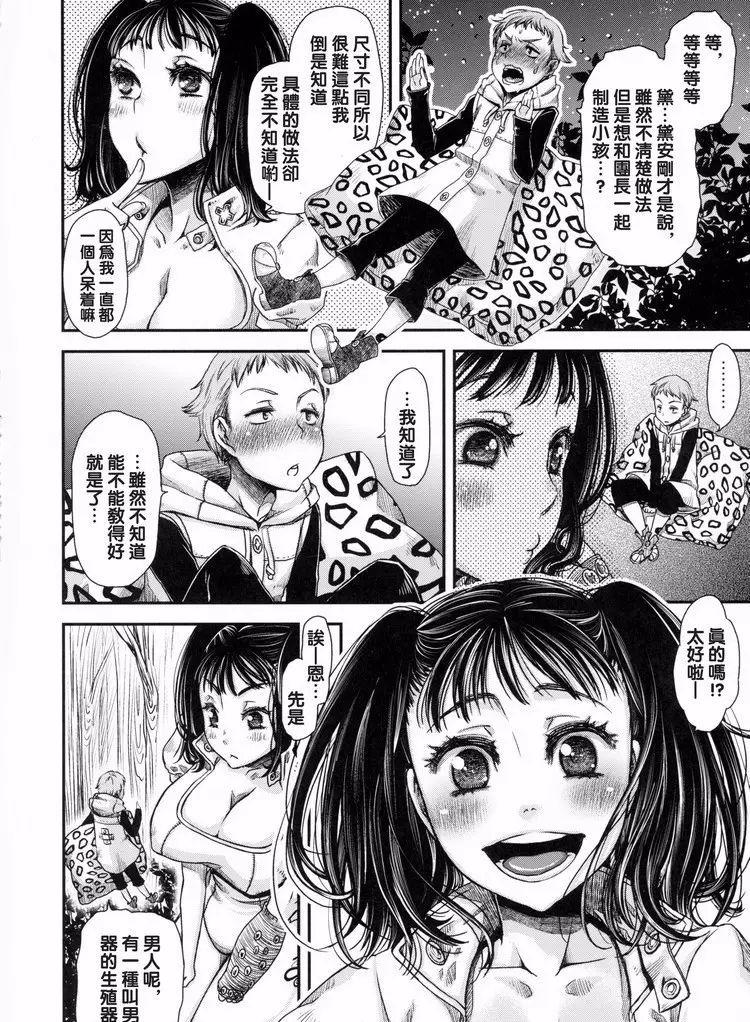 等，
等等等等
黛…黛安剛才是說，
雖然不清楚做法
但是想和團長一起
制造小孩…？
尺寸不同所以
很難這點我
倒是知道
具體的做法卻
完全不知道喲—
因為我一直都
一個人呆着嘛
………
…我知道了
…雖然不知道
能不能教得好
就是了…
眞的嗎！？
太好啦—
誒—恩…
先是
男人呢，
有一種叫男
器的生殖器